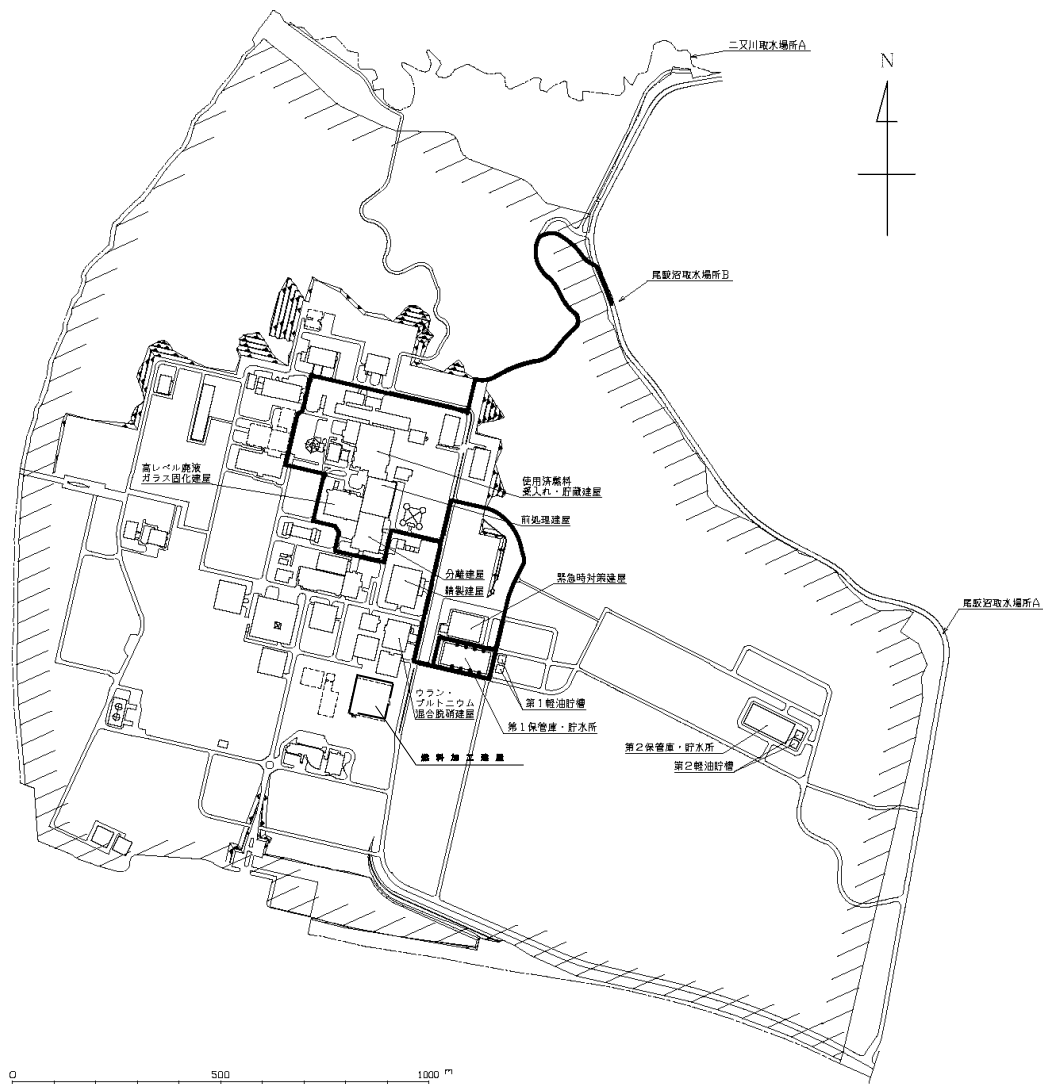 二又川取水場所A
N
尾駮沼取水場所B
高レベル廃液
ガラス固化建屋
使用済燃料
受入れ・貯蔵建屋
前処理建屋
分離建屋
精製建屋
緊急時対策建屋
尾駮沼取水場所A
ウラン・
プルトニウム
混合脱硝建屋
第1軽油貯槽
第1保管庫・貯水所
第2保管庫・貯水所
第2軽油貯槽
燃料加工建屋
0 500 1000 m